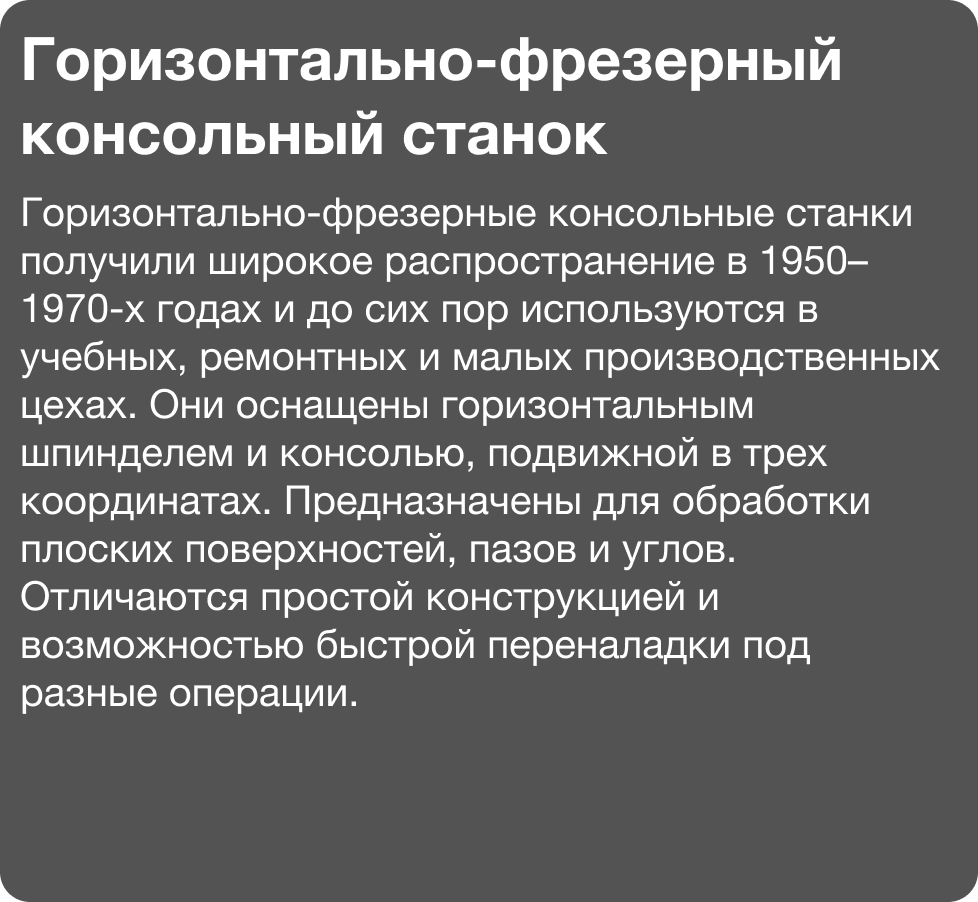 Горизонтально-фрезерный
консольный станок
Горизонтально-фрезерные консольные станки
получили широкое распространение в 1950–
1970-х годах и до сих пор используются в
учебных, ремонтных и малых производственных
цехах. Они оснащены горизонтальным
шпинделем и консолью, подвижной в трех
координатах. Предназначены для обработки
плоских поверхностей, пазов и углов.
Отличаются простой конструкцией и
возможностью быстрой переналадки под
разные операции.